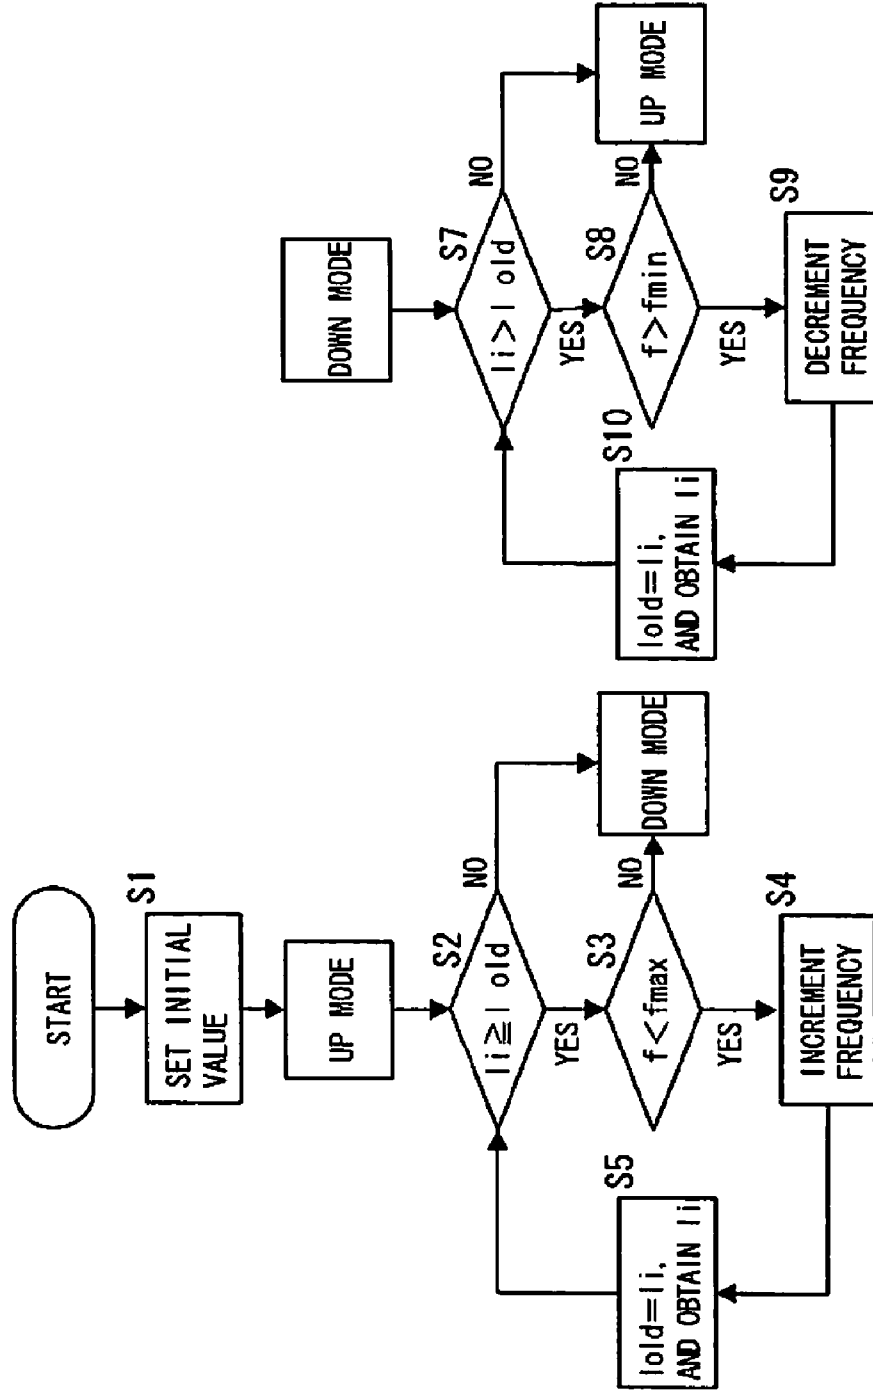 START
S1
SET INITIAL
VALUE
UP MODE
S2
Ii≧I old
NO
YES
S3
f<fmax
NO
DOWN MODE
YES
S4
INCREMENT
FREQUENCY
S5
Iold=Ii,
AND OBTAIN Ii
DOWN MODE
S7
Ii>I old
NO
YES
S8
f>fmin
NO
UP MODE
YES
S9
DECREMENT
FREQUENCY
S10
Iold=Ii,
AND OBTAIN Ii